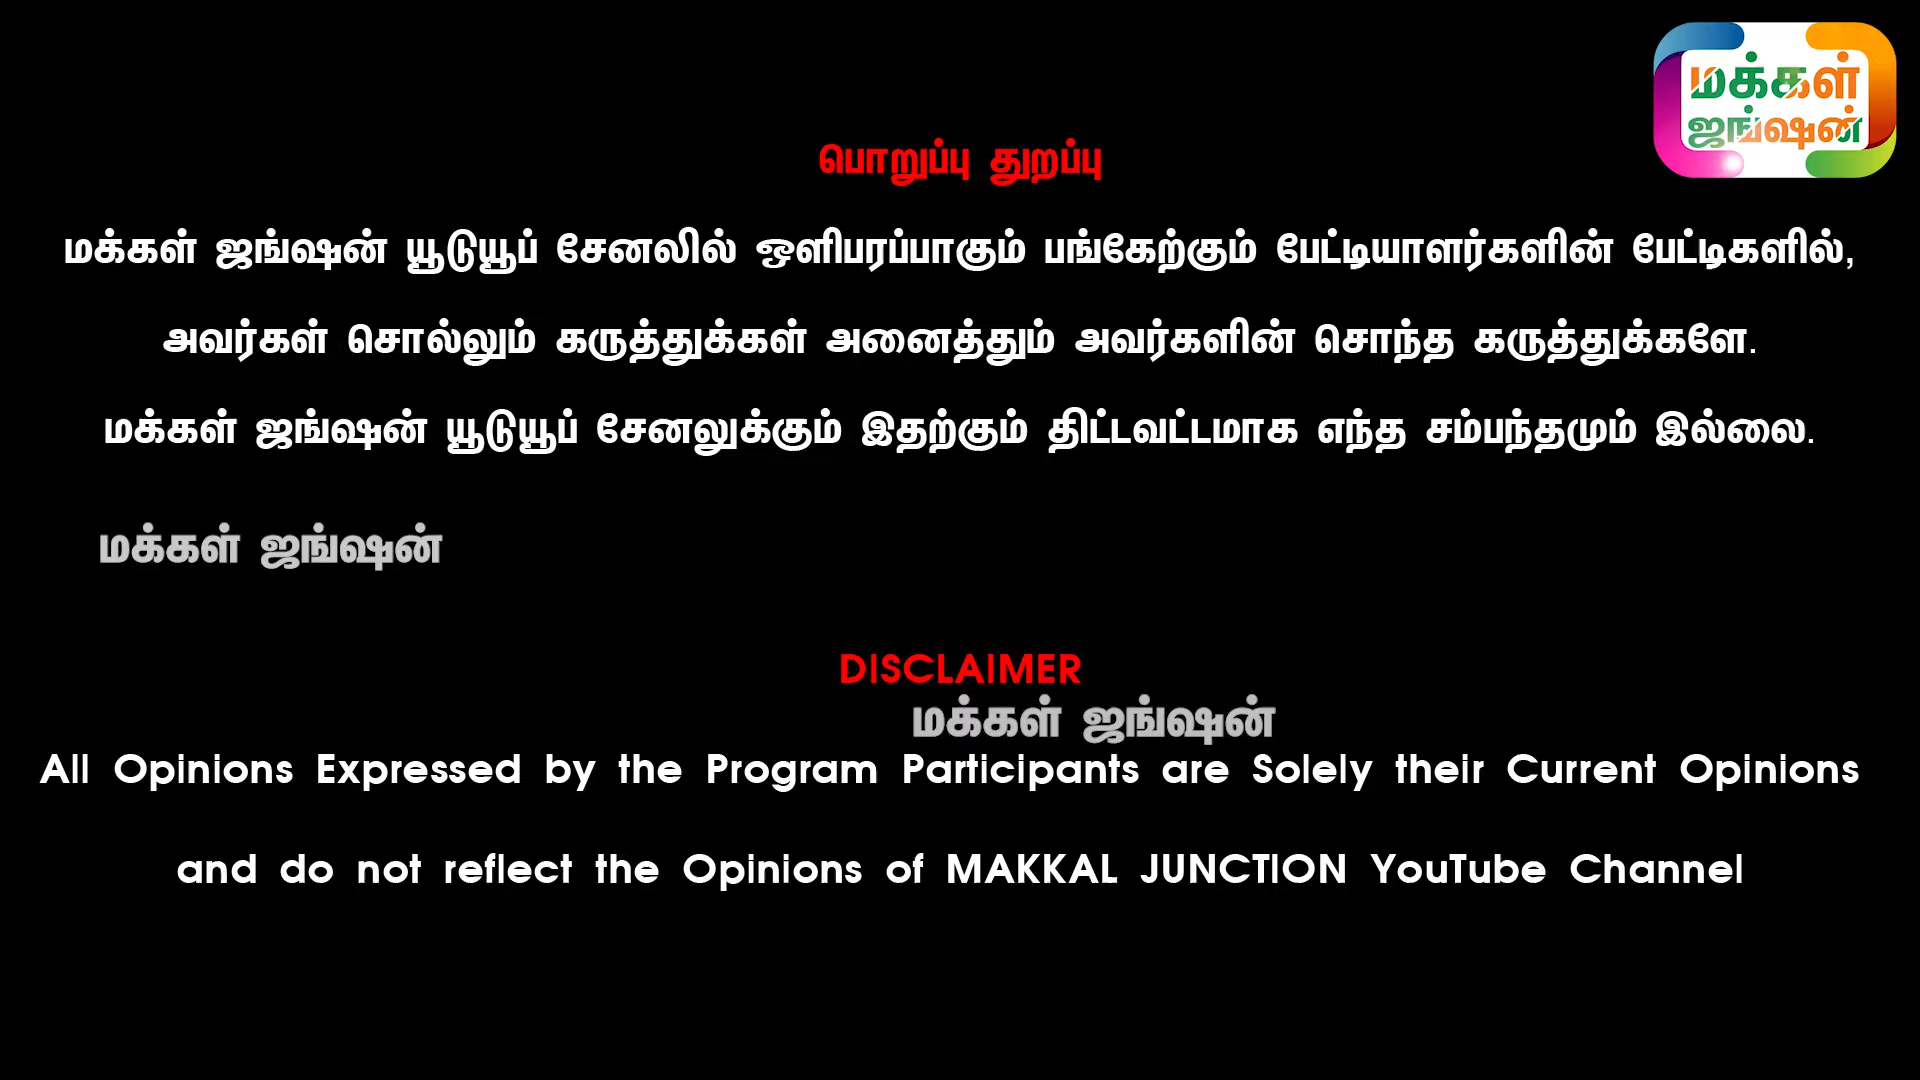 மக்கள்
ஜங்ஷன்
பொறுப்பு துறப்பு
மக்கள் ஜங்ஷன் யூடுயூப் சேனலில் ஒளிபரப்பாகும் பங்கேற்கும் பேட்டியாளர்களின் பேட்டிகளில்,
அவர்கள் சொல்லும் கருத்துக்கள் அனைத்தும் அவர்களின் சொந்த கருத்துக்களே.
மக்கள் ஜங்ஷன் யூடுயூப் சேனலுக்கும் இதற்கும் திட்டவட்டமாக எந்த சம்பந்தமும் இல்லை.
மக்கள் ஜங்ஷன்
DISCLAIMER
மக்கள் ஜங்ஷன்
All Opinions Expressed by the Program Participants are Solely their Current Opinions
and do not reflect the Opinions of MAKKAL JUNCTION YouTube Channel